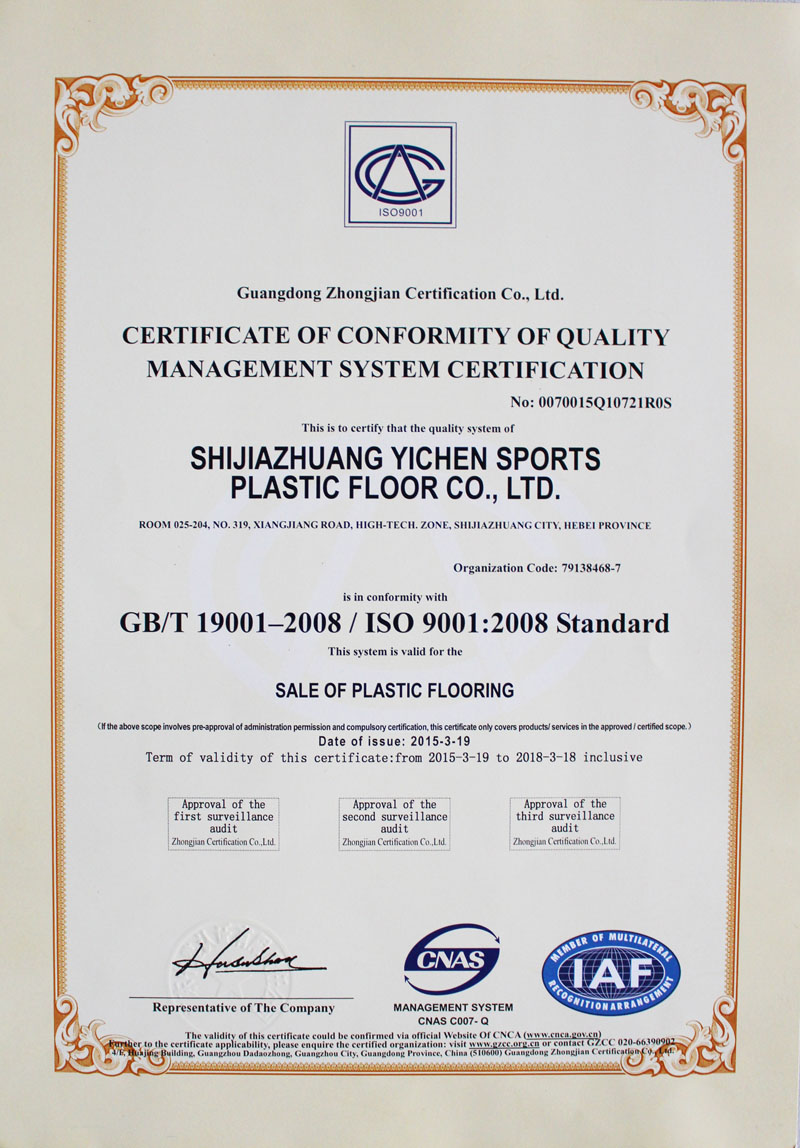 ISO9001
Guangdong Zhongjian Certification Co., Ltd.
CERTIFICATE OF CONFORMITY OF QUALITY
MANAGEMENT SYSTEM CERTIFICATION
No: 0070015Q10721R0S
This is to certify that the quality system of
SHIJIAZHUANG YICHEN SPORTS
PLASTIC FLOOR CO., LTD.
ROOM 025-204, NO. 319, XIANGJIANG ROAD, HIGH-TECH. ZONE, SHIJIAZHUANG CITY, HEBEI PROVINCE
Organization Code: 79138468-7
is in conformity with
GB/T 19001–2008 / ISO 9001:2008 Standard
This system is valid for the
SALE OF PLASTIC FLOORING
(If the above scope involves pre-approval of administration permission and compulsory certification, this certificate only covers products/ services in the approved / certified scope.)
Date of issue: 2015-3-19
Term of validity of this certificate:from 2015-3-19 to 2018-3-18 inclusive
Approval of the
first surveillance
audit
Zhongjian Certification Co.,Ltd.
Approval of the
second surveillance
audit
Zhongjian Certification Co.,Ltd.
Approval of the
third surveillance
audit
Zhongjian Certification Co.,Ltd.
Representative of The Company
CNAS
MANAGEMENT SYSTEM
CNAS C007- Q
MEMBER OF MULTILATERAL
IAF
RECOGNITION ARRANGEMENT
The validity of this certificate could be confirmed via official Website Of CNCA (www.cnca.gov.cn)
Further to the certificate applicability, please enquire the certified organization: visit www.gzcc.org.cn or contact GZCC 020-66390902
4/F, Huajing Building, Guangzhou Dadaozhong, Guangzhou City, Guangdong Province, China (510600) Guangdong Zhongjian Certification Co., Ltd.